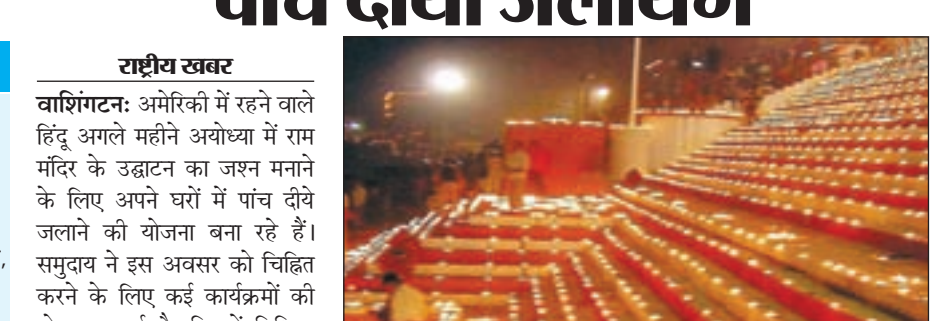 पांच दीया जलायेंगे
राष्ट्रीय खबर
वाशिंगटनः अमेरिकी में रहने वाले
हिंदू अगले महीने अयोध्या में राम
मंदिर के उद्घाटन का जश्न मनाने
के लिए अपने घरों में पांच दीये
जलाने की योजना बना रहे हैं।
समुदाय ने इस अवसर को चिह्नित
करने के लिए कई कार्यक्रमों की